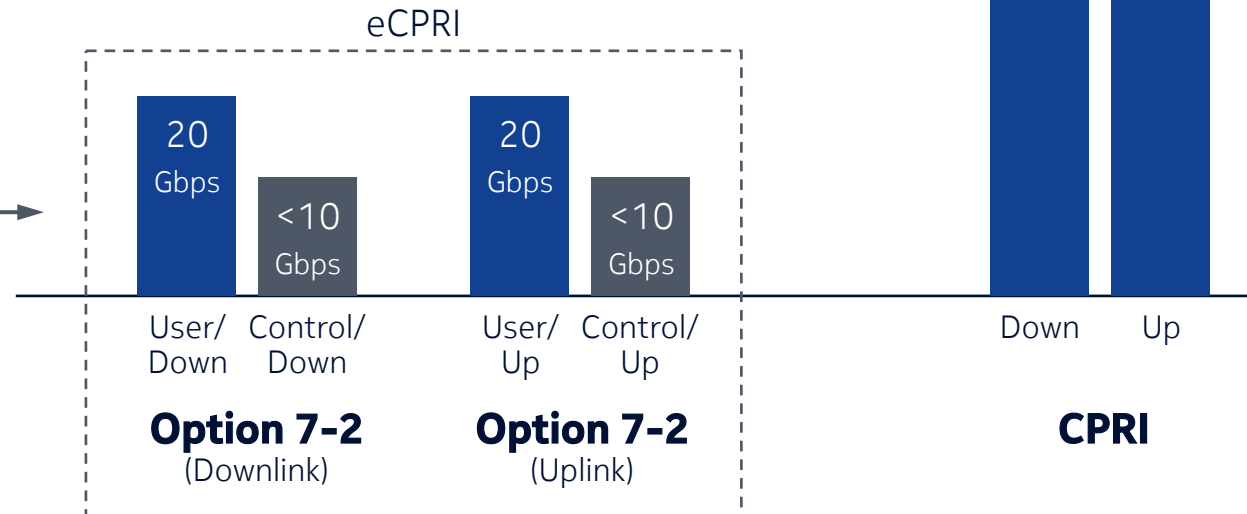 eCPRI
20
Gbps
<10
Gbps
20
Gbps
<10
Gbps
User/
Down
Control/
Down
User/
Up
Control/
Up
Down
Up
Option 7-2
(Downlink)
Option 7-2
(Uplink)
CPRI